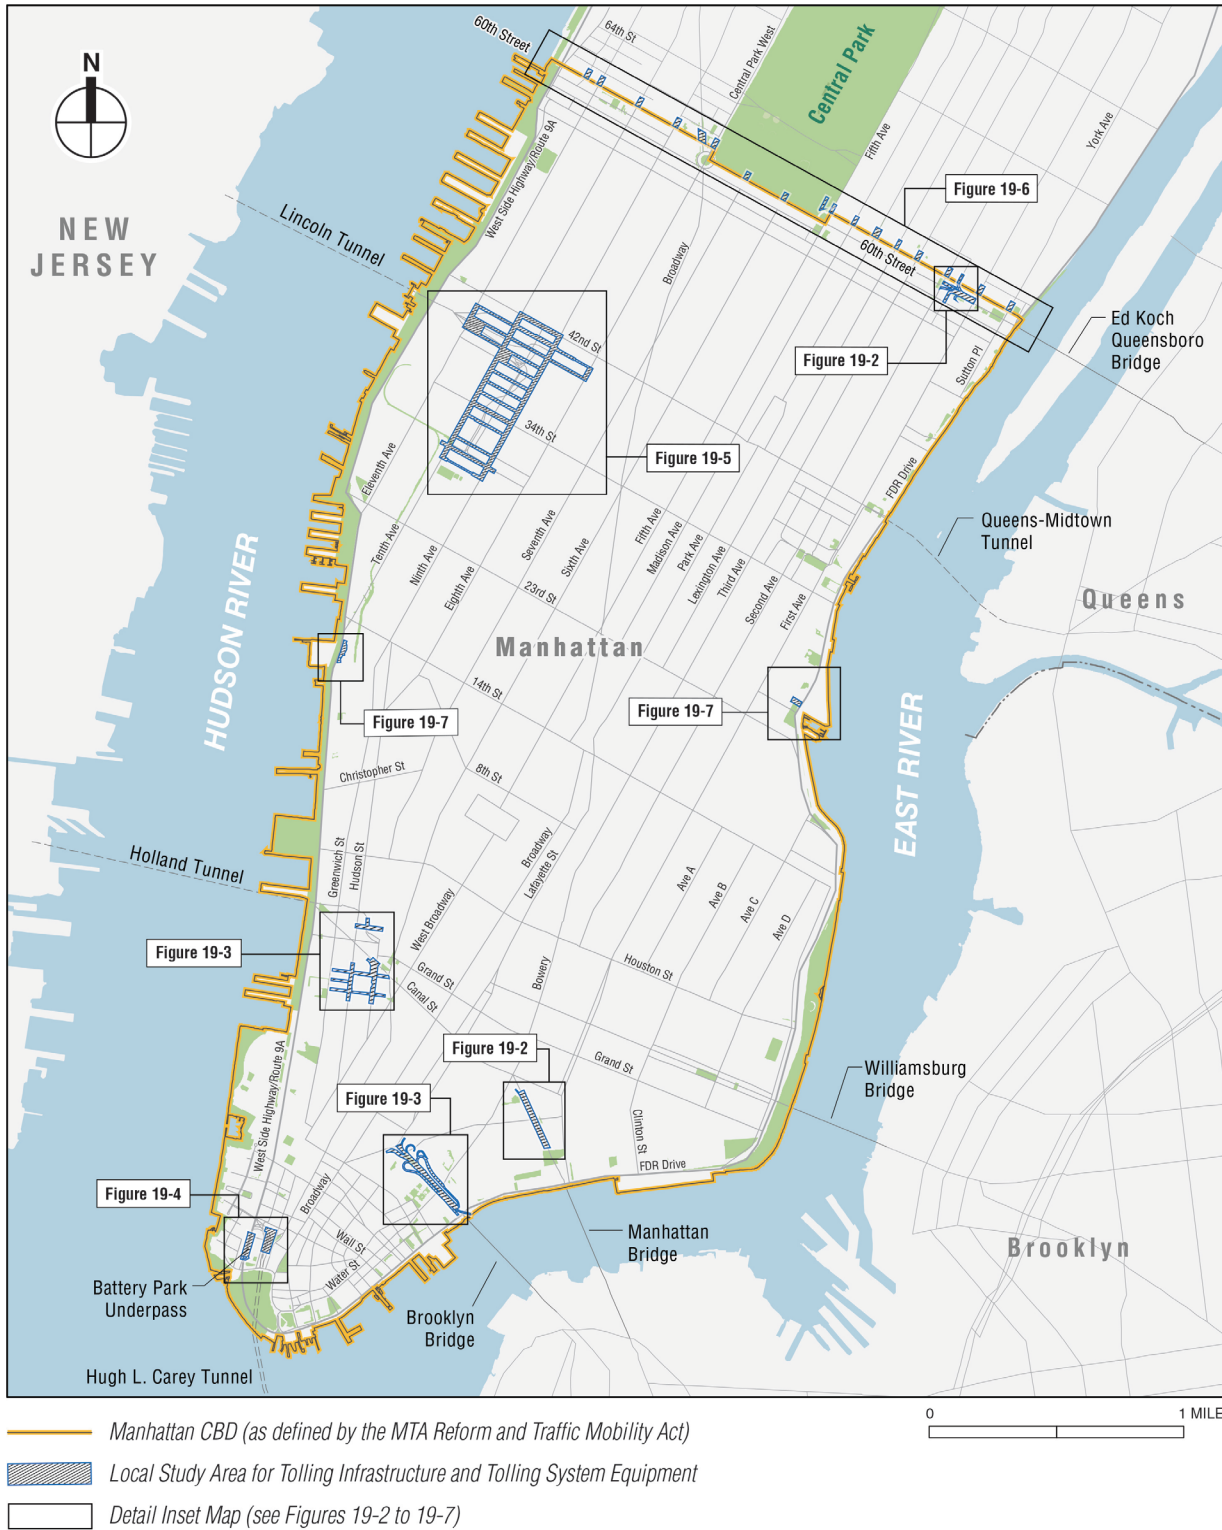 60th Street
64th St
Central Park West
Central Park
Fifth Ave
York Ave
N
NEW
JERSEY
Lincoln Tunnel
West Side Highway/Route 9A
Broadway
Figure 19-6
60th Street
Ed Koch
Queensboro
Bridge
Figure 19-2
Sutton Pl
42nd St
34th St
Figure 19-5
Eleventh Ave
Tenth Ave
Ninth Ave
Eighth Ave
Seventh Ave
Sixth Ave
Fifth Ave
Madison Ave
Park Ave
Lexington Ave
Third Ave
Second Ave
First Ave
FDR Drive
Queens-Midtown
Tunnel
23rd St
Queens
HUDSON RIVER
Manhattan
14th St
Figure 19-7
Figure 19-7
EAST RIVER
Christopher St
8th St
Holland Tunnel
Greenwich St
Hudson St
West Broadway
Broadway
Lafayette St
Ave A
Ave B
Ave C
Ave D
Figure 19-3
Grand St
Canal St
Bowery
Houston St
Figure 19-2
Grand St
Williamsburg
Bridge
West Side Highway/Route 9A
Figure 19-3
Clinton St
FDR Drive
Figure 19-4
Broadway
Wall St
Water St
Manhattan
Bridge
Brooklyn
Battery Park
Underpass
Brooklyn
Bridge
Hugh L. Carey Tunnel
Manhattan CBD (as defined by the MTA Reform and Traffic Mobility Act)
0 1 MILE
Local Study Area for Tolling Infrastructure and Tolling System Equipment
Detail Inset Map (see Figures 19-2 to 19-7)